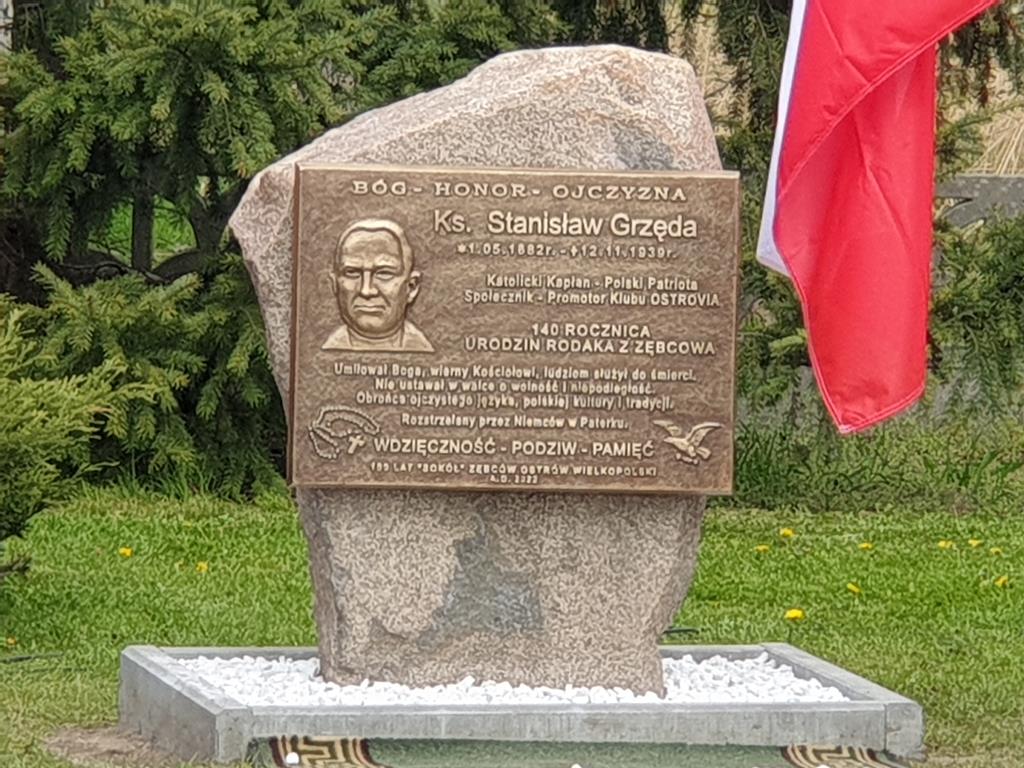 BÓG - HONOR - OJCZYZNA
Ks. Stanisław Grzęda
*1.05.1882r. - †12.11.1939r.
Katolicki Kapłan - Polski Patriota
Społecznik - Promotor Klubu OSTROVIA
140 ROCZNICA
URODZIN RODAKA Z ZĘBCOWA
Umiłował Boga, wierny Kościołowi, ludziom służył do śmierci.
Nie ustawał w walce o wolność i niepodległość.
Obrońca ojczystego języka, polskiej kultury i tradycji.
Rozstrzelany przez Niemców w Paterku.
WDZIĘCZNOŚĆ - PODZIW - PAMIĘĆ
LAT "SOKÓŁ" ZĘBCÓW OSTRÓW WIELKOPOLSKI
A.D. 2022